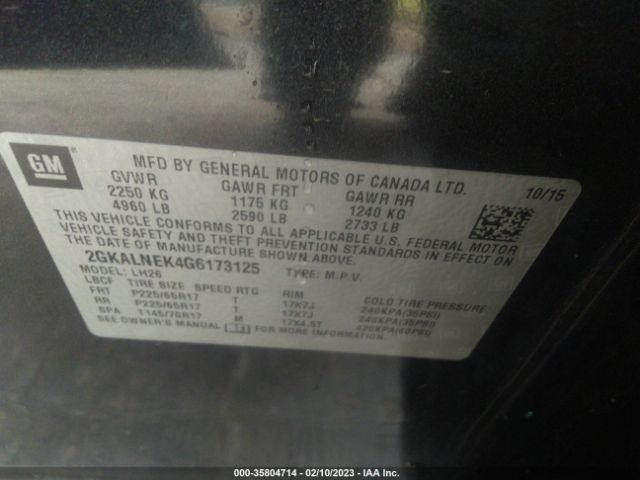 GM
MFD BY GENERAL MOTORS OF CANADA LTD.
10/15
GVWR GAWR FRT GAWR RR
2250 KG 1175 KG 1240 KG
4960 LB 2590 LB 2733 LB
THIS VEHICLE CONFORMS TO ALL APPLICABLE U.S. FEDERAL MOTOR
VEHICLE SAFETY AND THEFT PREVENTION STANDARDS IN EFFECT ON
THE DATE OF MANUFACTURE SHOWN ABOVE.
2GKALNEK4G6173125 TYPE: M.P.V.
MODEL: LH26
LBCF TIRE SIZE SPEED RTG RIM COLD TIRE PRESSURE
FRT P225/65R17 T 17X7J 240KPA(35PSI)
RR P225/65R17 T 17X7J 240KPA(35PSI)
SPA T145/70R17 M 17X4.5T 420KPA(60PSI)
SEE OWNER'S MANUAL FOR MORE INFORMATION.
000-35804714 - 02/10/2023 - IAA Inc.